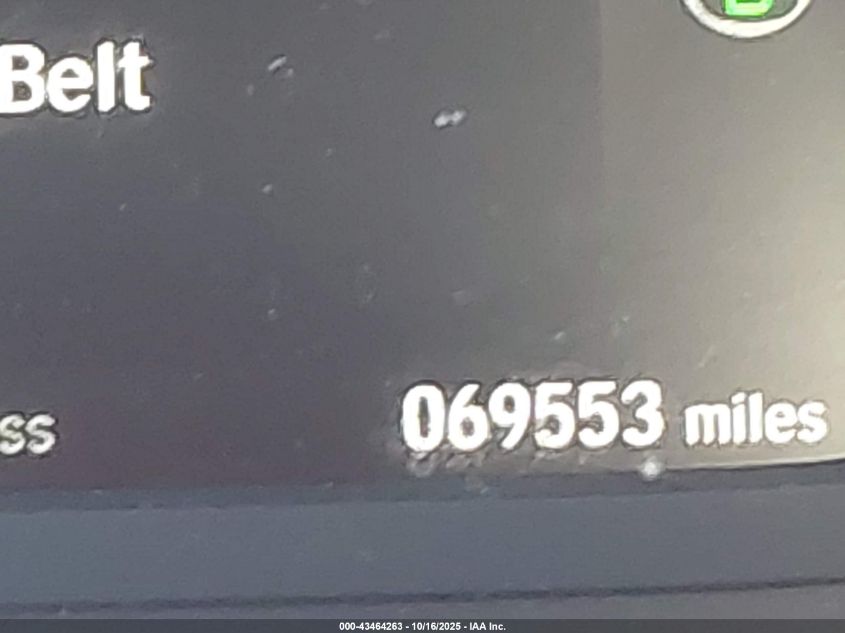 Belt
ss
069553 miles
000-43464263 - 10/16/2025 - IAA Inc.